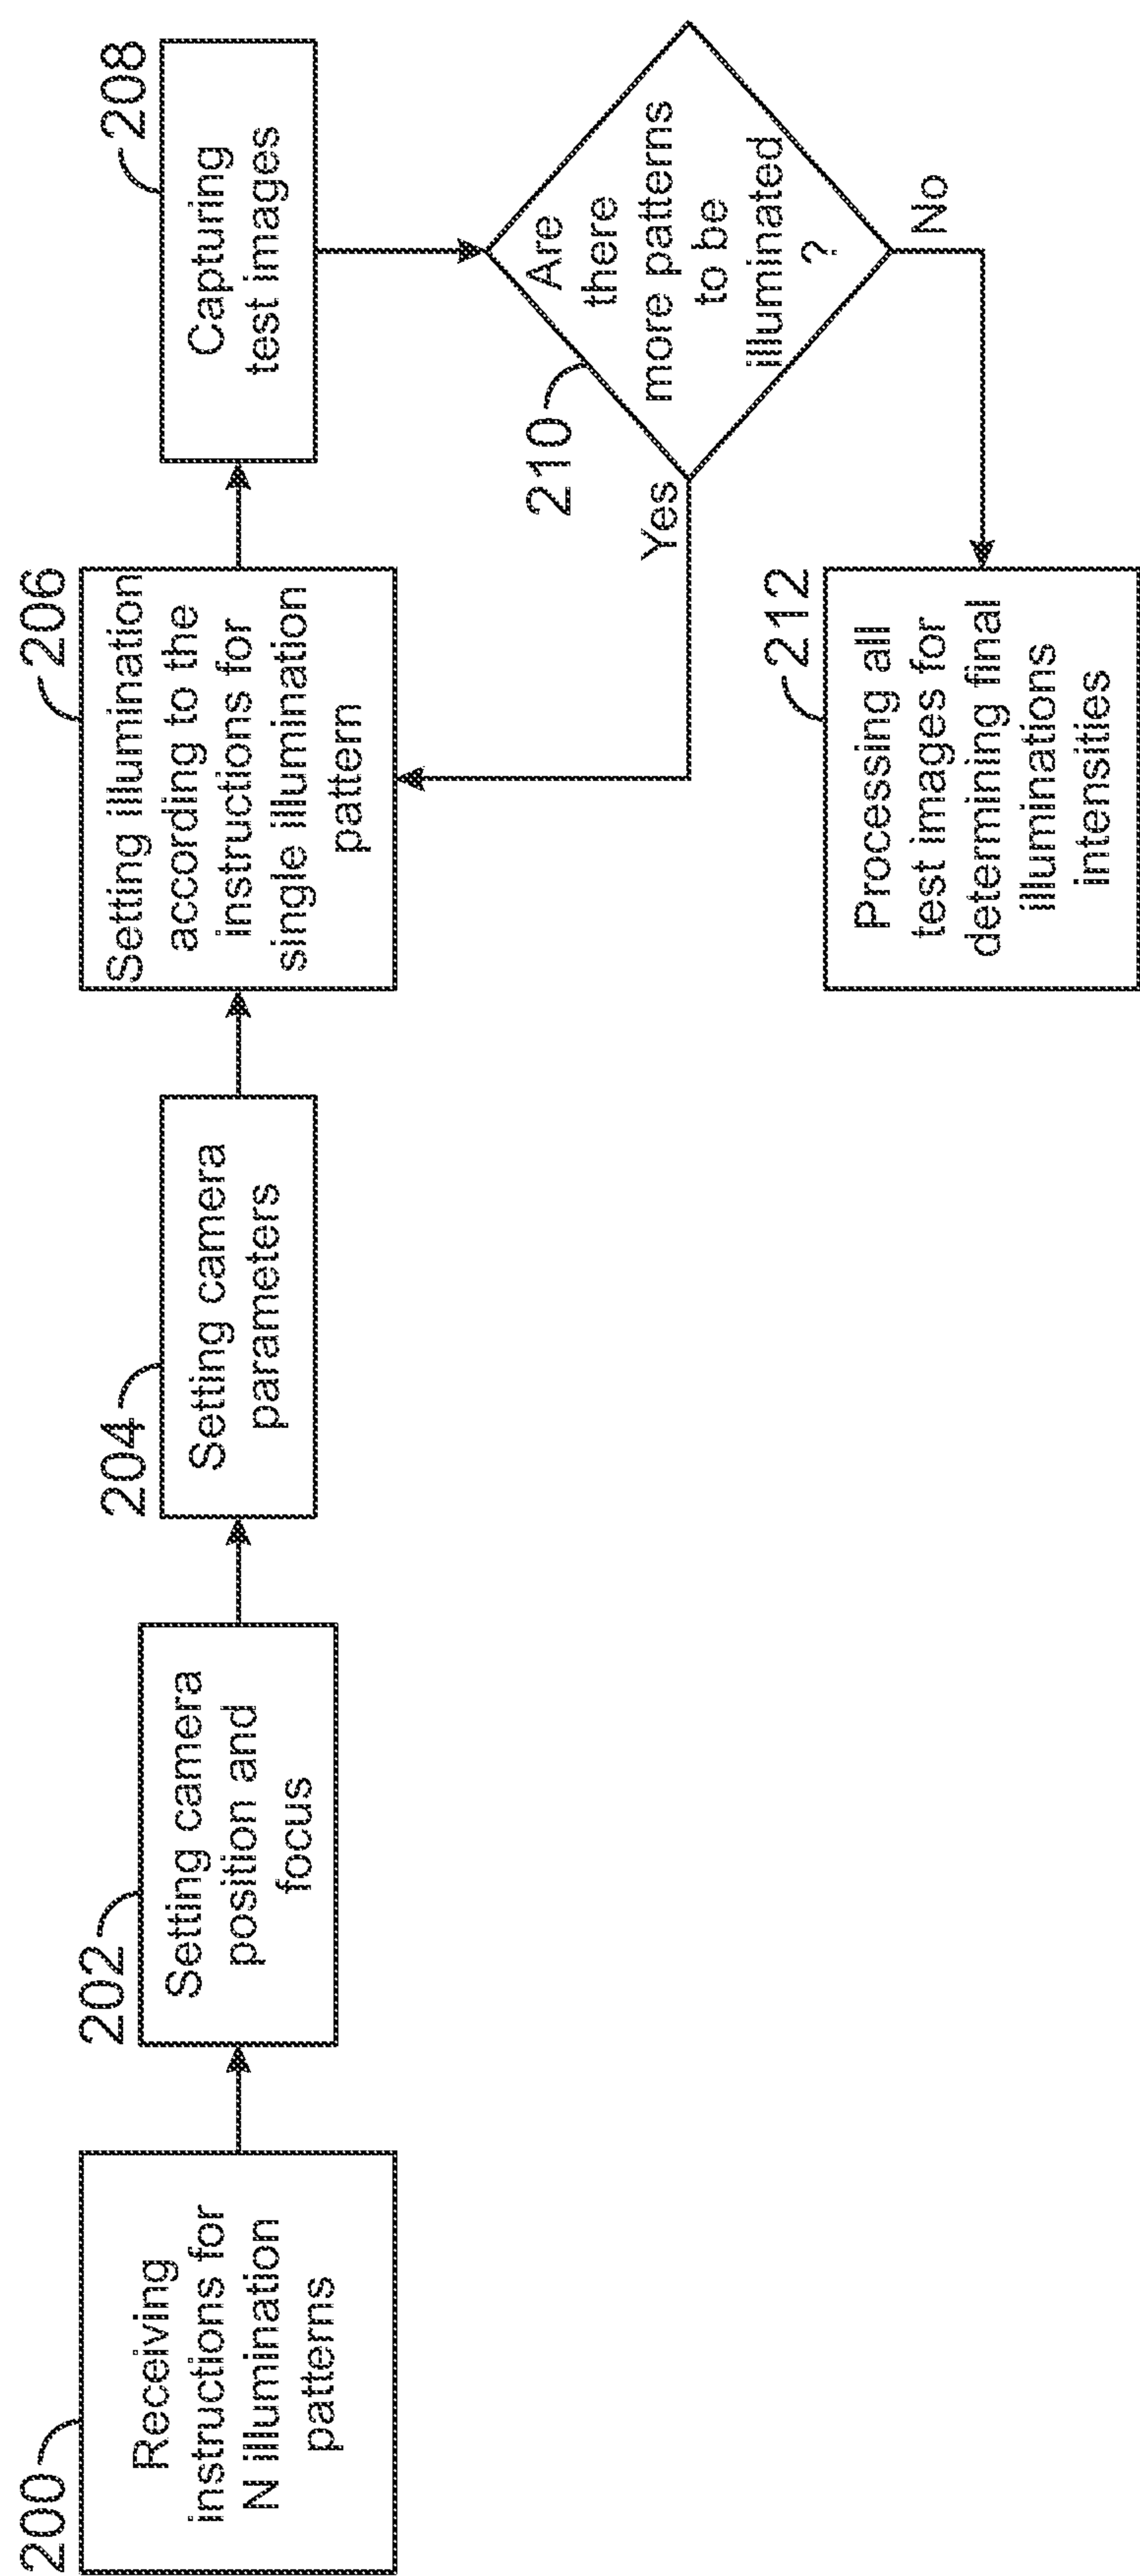 200
Receiving
instructions for
N illumination
patterns
202
Setting camera
position and
focus
204
Setting camera
parameters
206
Setting illumination
according to the
instructions for
single illumination
pattern
208
Capturing
test images
210
Are
there
more patterns
to be
illuminated
?
Yes
No
212
Processing all
test images for
determining final
illuminations
intensities